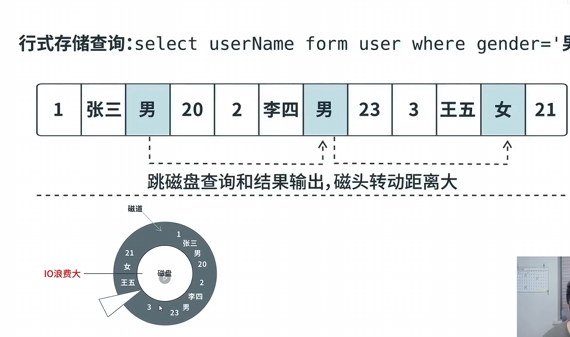 行式存储查询:select userName form user where gender='男
1 张三 男 20 2 李四 男 23 3 王五 女 21
跳磁盘查询和结果输出,磁头转动距离大
磁道
1
张三
男
20
2
李四
男
23
3
王五
女
21
磁盘
IO浪费大